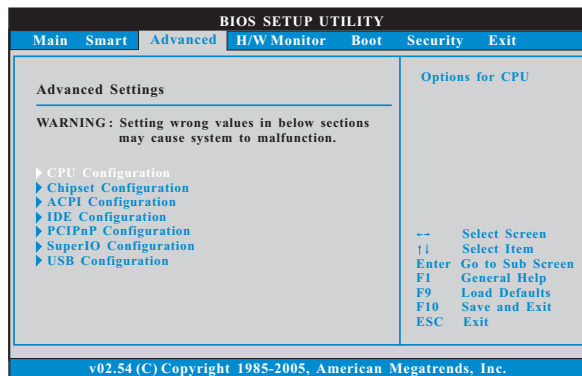 BIOS SETUP UTILITY
Main Smart Advanced H/W Monitor Boot Security Exit
Advanced Settings
WARNING : Setting wrong values in below sections
may cause system to malfunction.
CPU Configuration
Chipset Configuration
ACPI Configuration
IDE Configuration
PCIPnP Configuration
SuperIO Configuration
USB Configuration
Options for CPU
←→ Select Screen
↑↓ Select Item
Enter Go to Sub Screen
F1 General Help
F9 Load Defaults
F10 Save and Exit
ESC Exit
v02.54 (C) Copyright 1985-2005, American Megatrends, Inc.